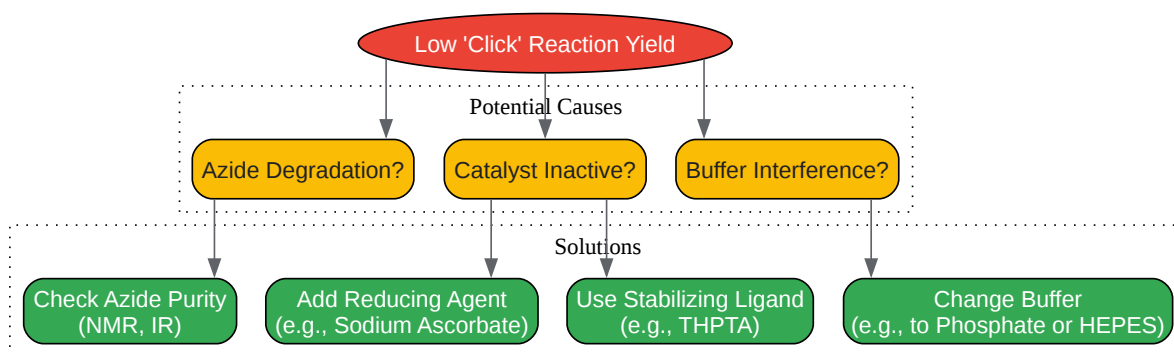 Low 'Click' Reaction Yield
Potential Causes
Azide Degradation?
Catalyst Inactive?
Buffer Interference?
Solutions
Check Azide Purity
(NMR, IR)
Add Reducing Agent
(e.g., Sodium Ascorbate)
Use Stabilizing Ligand
(e.g., THPTA)
Change Buffer
(e.g., to Phosphate or HEPES)